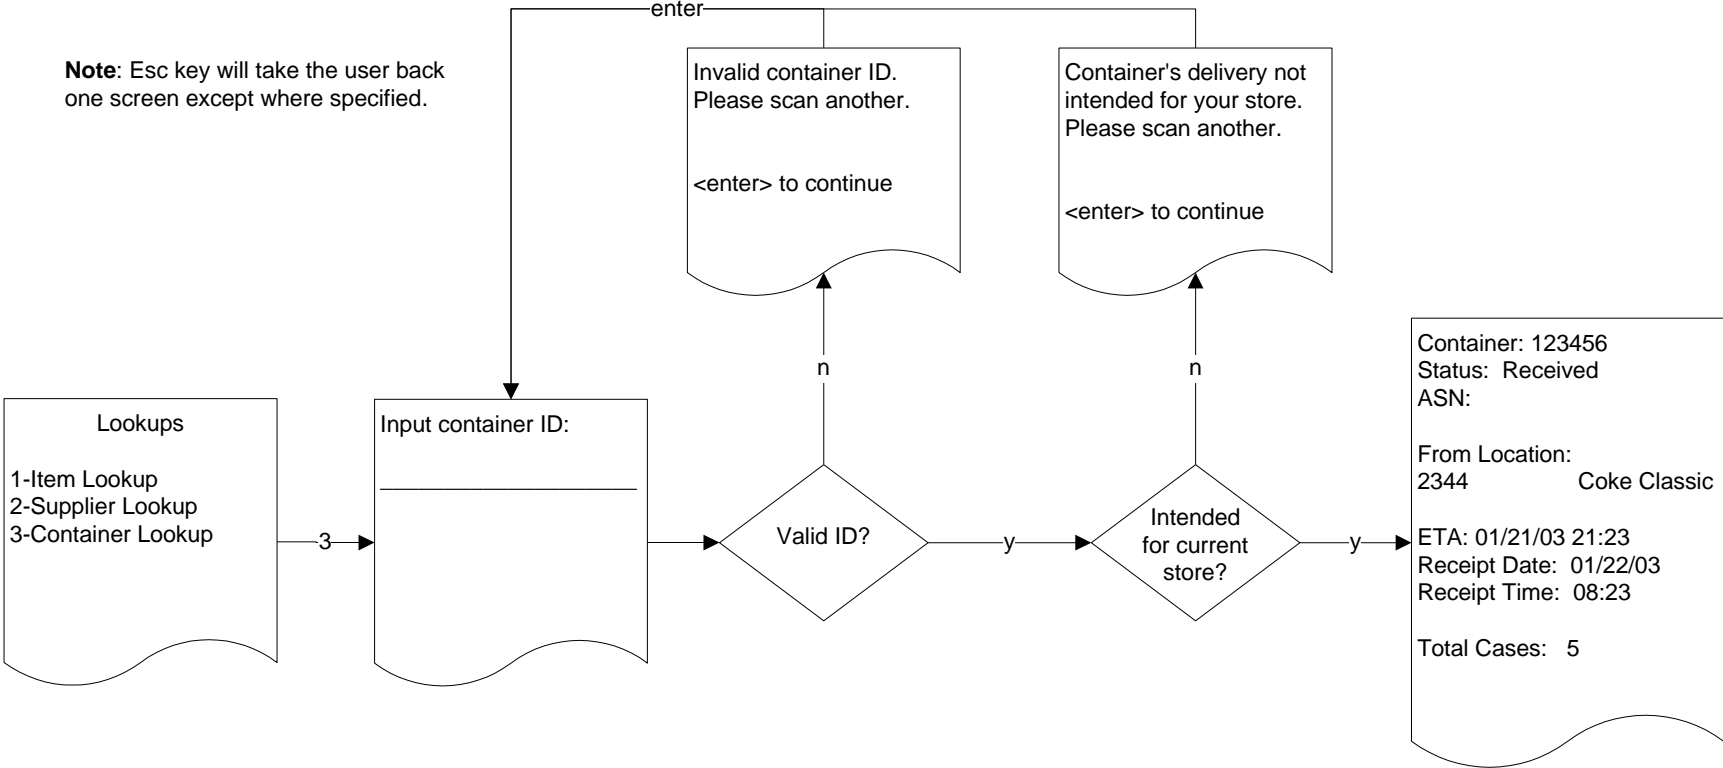 enter
Note: Esc key will take the user back
one screen except where specified.
Invalid container ID.
Please scan another.
<enter> to continue
Container's delivery not
intended for your store.
Please scan another.
<enter> to continue
n
n
Lookups
1-Item Lookup
2-Supplier Lookup
3-Container Lookup
3
Input container ID:
Valid ID?
y
Intended
for current
store?
y
Container: 123456
Status:  Received
ASN:
From Location:
2344 Coke Classic
ETA: 01/21/03 21:23
Receipt Date:  01/22/03
Receipt Time:  08:23
Total Cases:   5